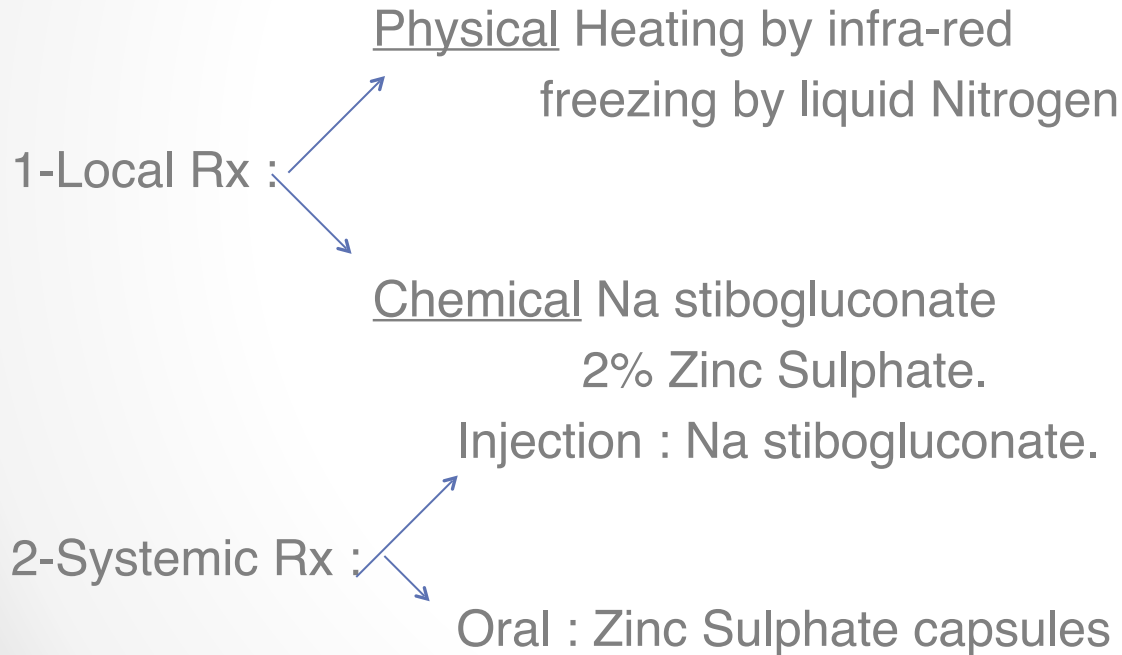 Physical Heating by infra-red
freezing by liquid Nitrogen
1-Local Rx :
Chemical Na stibogluconate
2% Zinc Sulphate.
Injection : Na stibogluconate.
2-Systemic Rx :
Oral : Zinc Sulphate capsules